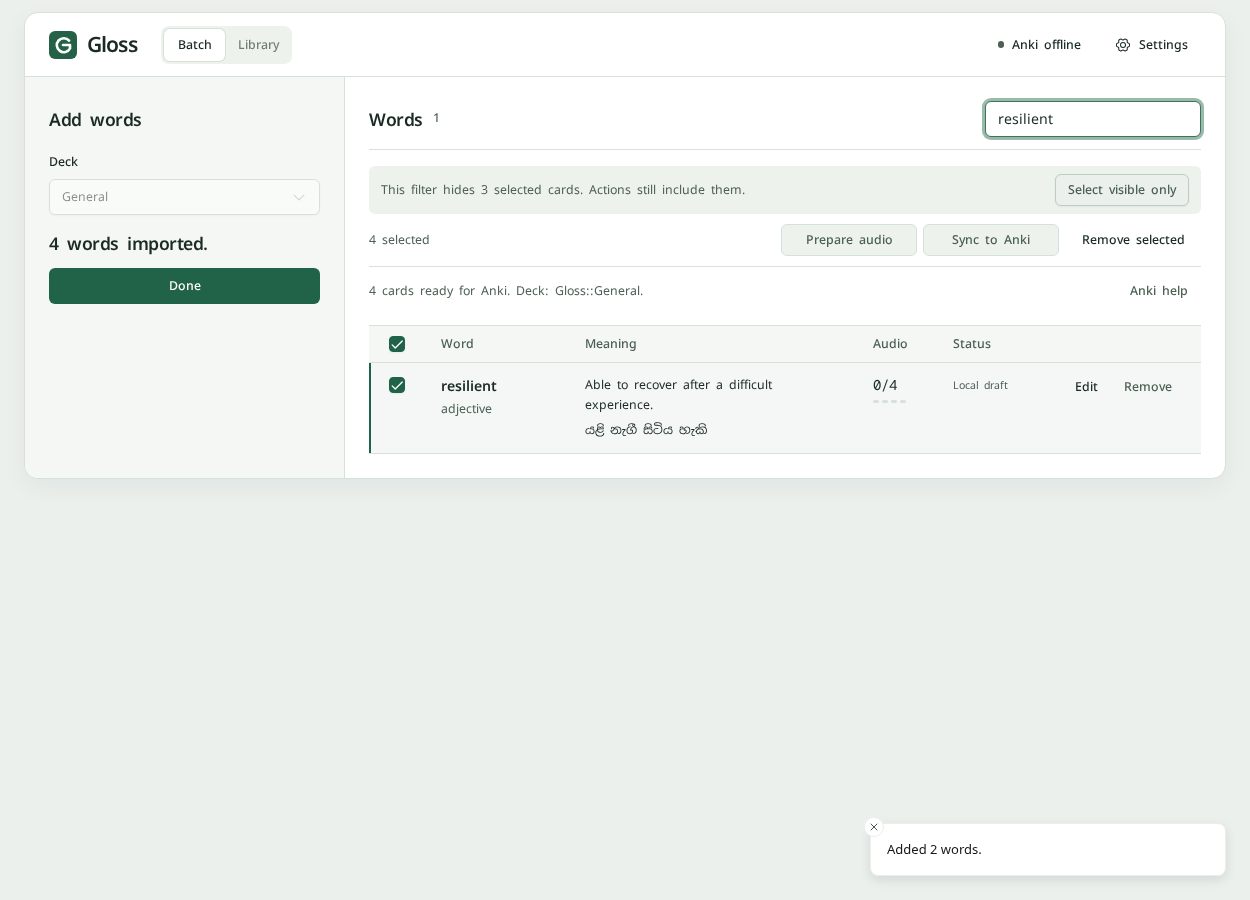 Gloss
Batch
Library
Anki offline
Settings
Add words
Deck
General
4 words imported.
Done
Words 1
resilient
This filter hides 3 selected cards. Actions still include them.
Select visible only
4 selected
Prepare audio
Sync to Anki
Remove selected
4 cards ready for Anki. Deck: Gloss::General.
Anki help
Word
Meaning
Audio
Status
resilient
adjective
Able to recover after a difficult
experience.
යළි නැගී සිටිය හැකි
0/4
Local draft
Edit
Remove
Added 2 words.